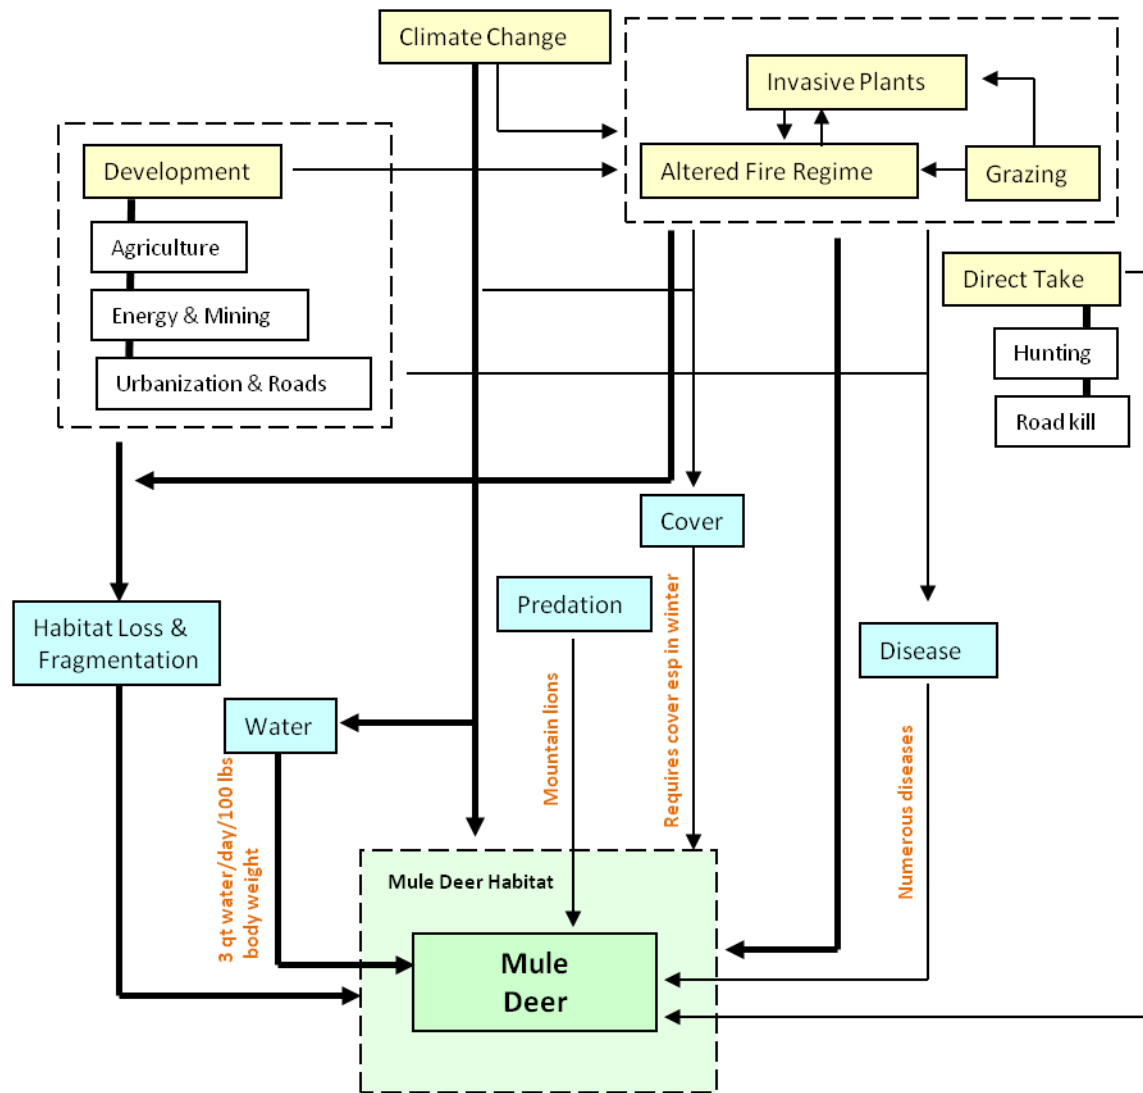 Climate Change
Invasive Plants
Development
Altered Fire Regime
Grazing
Agriculture
Direct Take
Energy & Mining
Hunting
Urbanization & Roads
Road kill
Cover
Predation
Habitat Loss &
Fragmentation
Disease
Water
3 qt water/day/100 lbs
body weight
Mountain lions
Requires cover esp in winter
Numerous diseases
Mule Deer Habitat
Mule
Deer